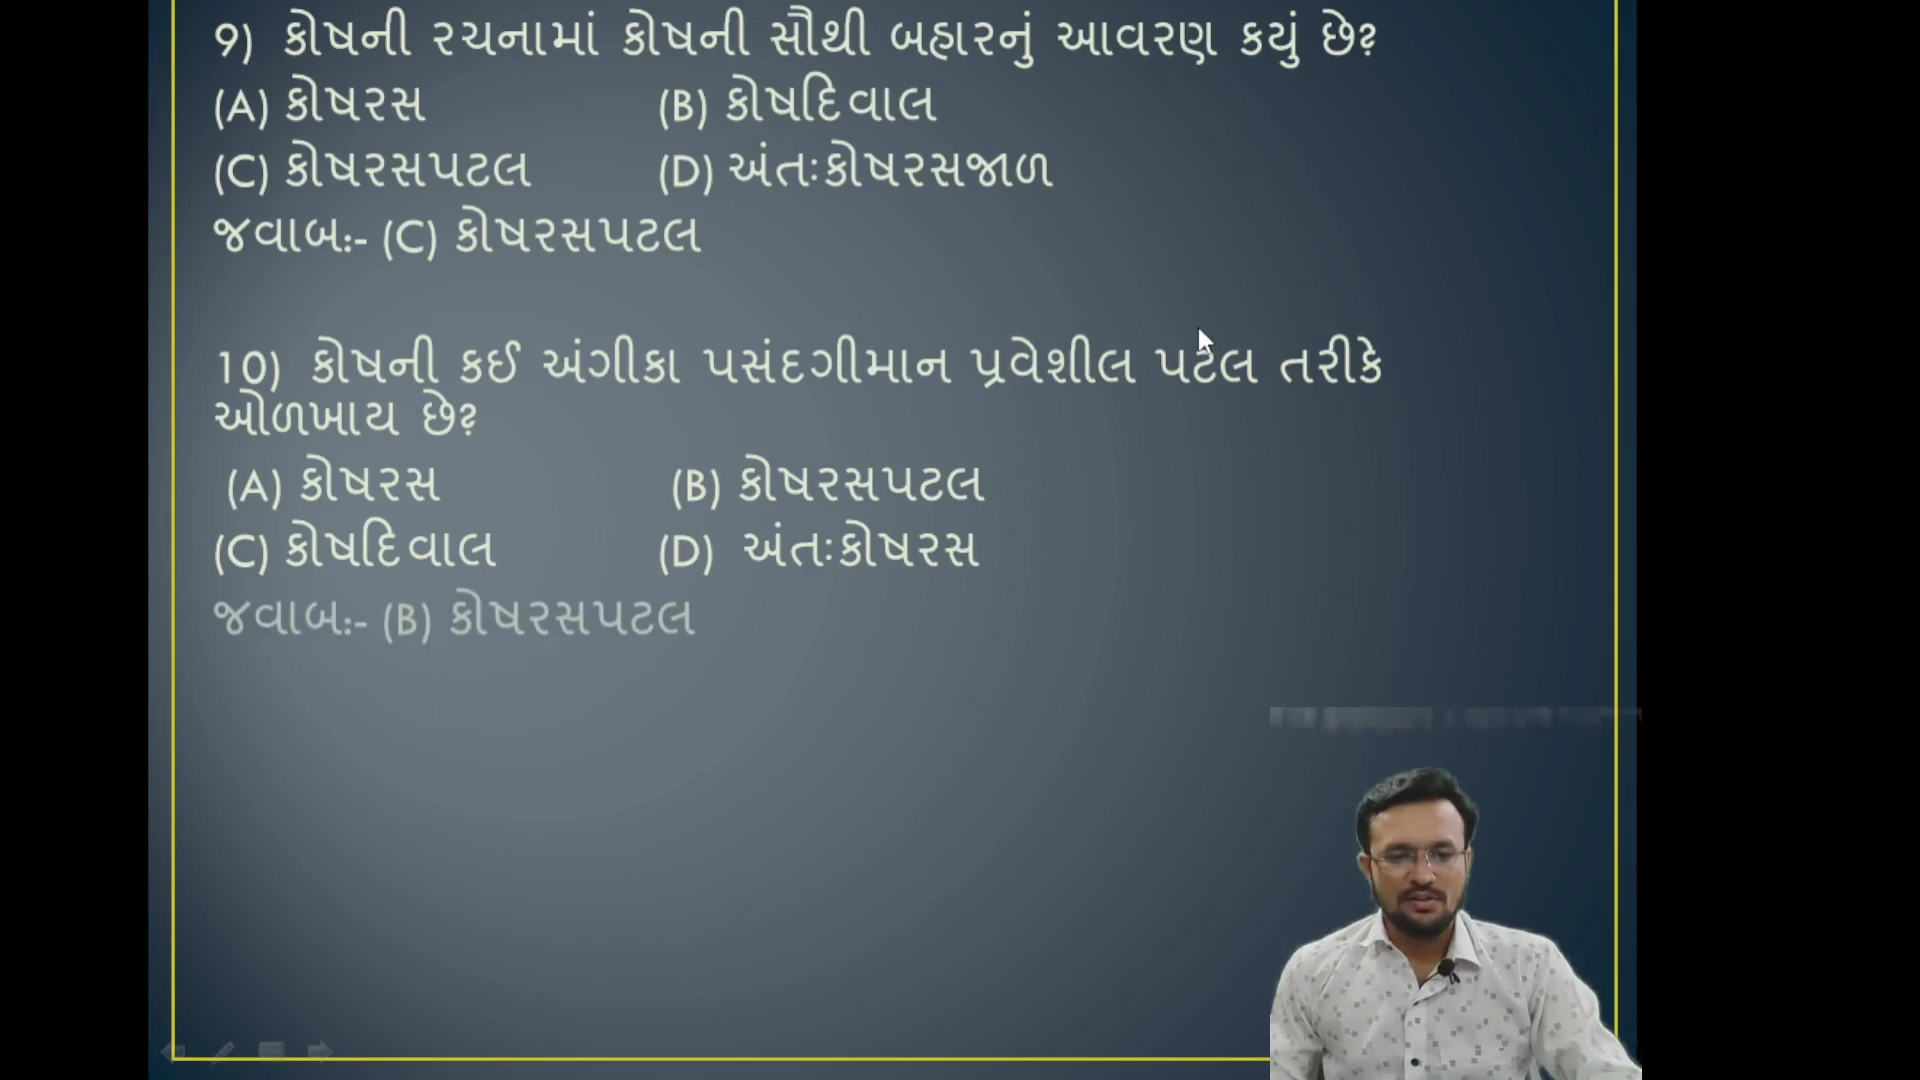 9) કોષની રચનામાં કોષની સૌથી બહારનું આવરણ કયું છે?
(A) કોષરસ (B) કોષદિવાલ
(C) કોષરસપટલ (D) અંતઃકોષરસજાળ
જવાબઃ- (C) કોષરસપટલ
10) કોષની કઈ અંગીકા પસંદગીમાન પ્રવેશીલ પટલ તરીકે
ઓળખાય છે?
(A) કોષરસ (B) કોષરસપટલ
(C) કોષદિવાલ (D) અંતઃકોષરસ
જવાબઃ- (B) કોષરસપટલ